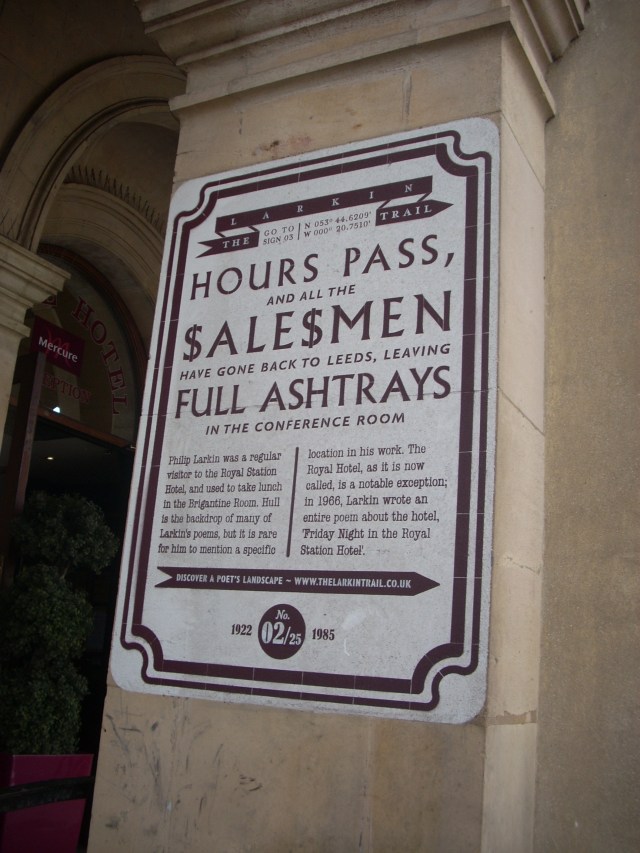 LARKIN
THE TRAIL
GO TO SIGN 03
N 053° 44.6209'
W 000° 20.7510'
HOURS PASS,
AND ALL THE
$ALE$MEN
HAVE GONE BACK TO LEEDS, LEAVING
FULL ASHTRAYS
IN THE CONFERENCE ROOM
Philip Larkin was a regular
visitor to the Royal Station
Hotel, and used to take lunch
in the Brigantine Room. Hull
is the backdrop of many of
Larkin's poems, but it is rare
for him to mention a specific
location in his work. The
Royal Hotel, as it is now
called, is a notable exception;
in 1966, Larkin wrote an
entire poem about the hotel,
'Friday Night in the Royal
Station Hotel'.
DISCOVER A POET'S LANDSCAPE ~ WWW.THELARKINTRAIL.CO.UK
1922 No. 02/25 1985
HOTEL
Mercure